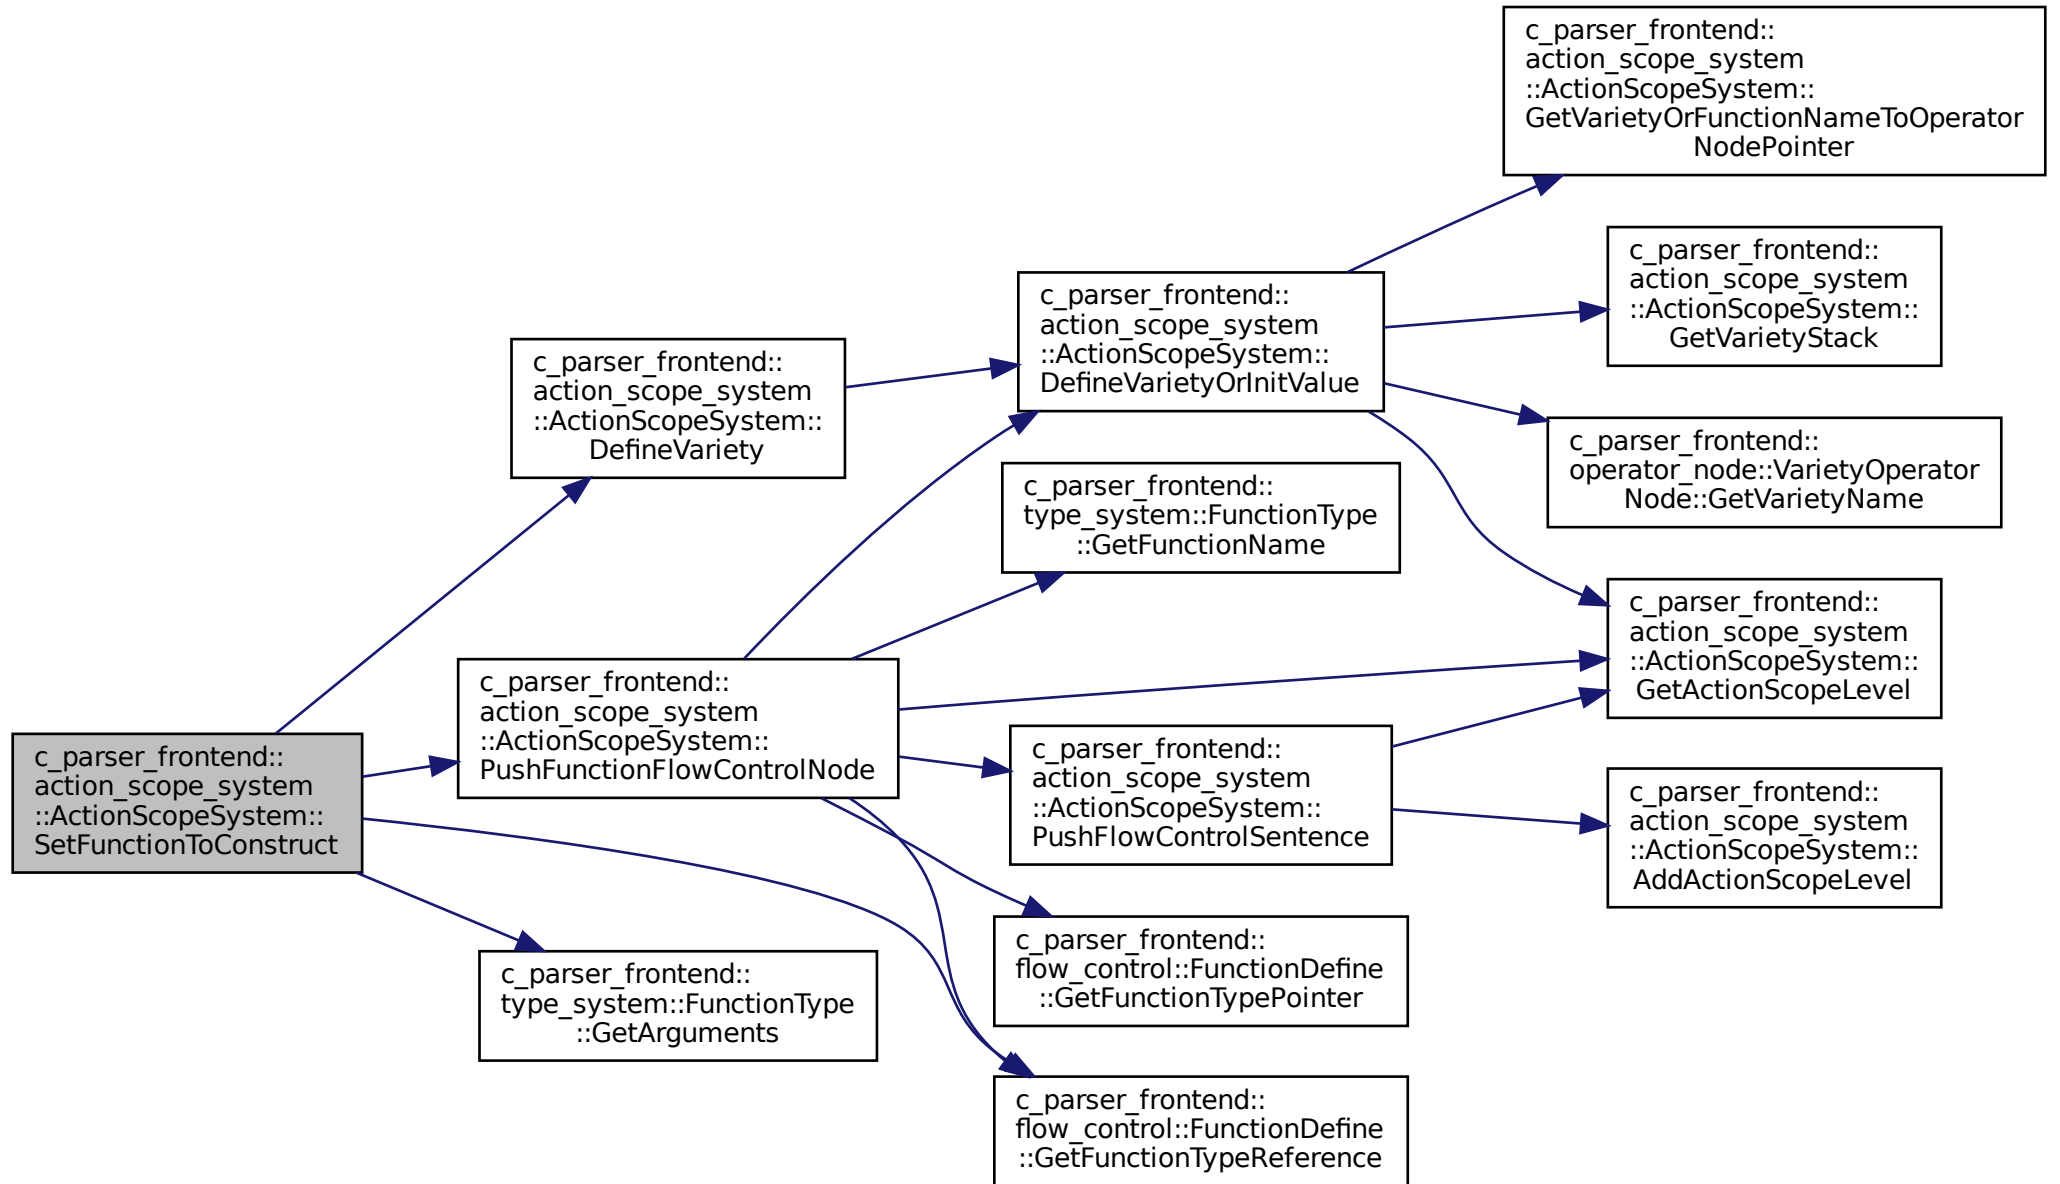 c_parser_frontend::
action_scope_system
::ActionScopeSystem::
SetFunctionToConstruct
c_parser_frontend::
action_scope_system
::ActionScopeSystem::
DefineVariety
c_parser_frontend::
action_scope_system
::ActionScopeSystem::
PushFunctionFlowControlNode
c_parser_frontend::
type_system::FunctionType
::GetArguments
c_parser_frontend::
action_scope_system
::ActionScopeSystem::
DefineVarietyOrInitValue
c_parser_frontend::
type_system::FunctionType
::GetFunctionName
c_parser_frontend::
action_scope_system
::ActionScopeSystem::
PushFlowControlSentence
c_parser_frontend::
flow_control::FunctionDefine
::GetFunctionTypePointer
c_parser_frontend::
flow_control::FunctionDefine
::GetFunctionTypeReference
c_parser_frontend::
action_scope_system
::ActionScopeSystem::
GetVarietyOrFunctionNameToOperator
NodePointer
c_parser_frontend::
action_scope_system
::ActionScopeSystem::
GetVarietyStack
c_parser_frontend::
operator_node::VarietyOperator
Node::GetVarietyName
c_parser_frontend::
action_scope_system
::ActionScopeSystem::
GetActionScopeLevel
c_parser_frontend::
action_scope_system
::ActionScopeSystem::
AddActionScopeLevel